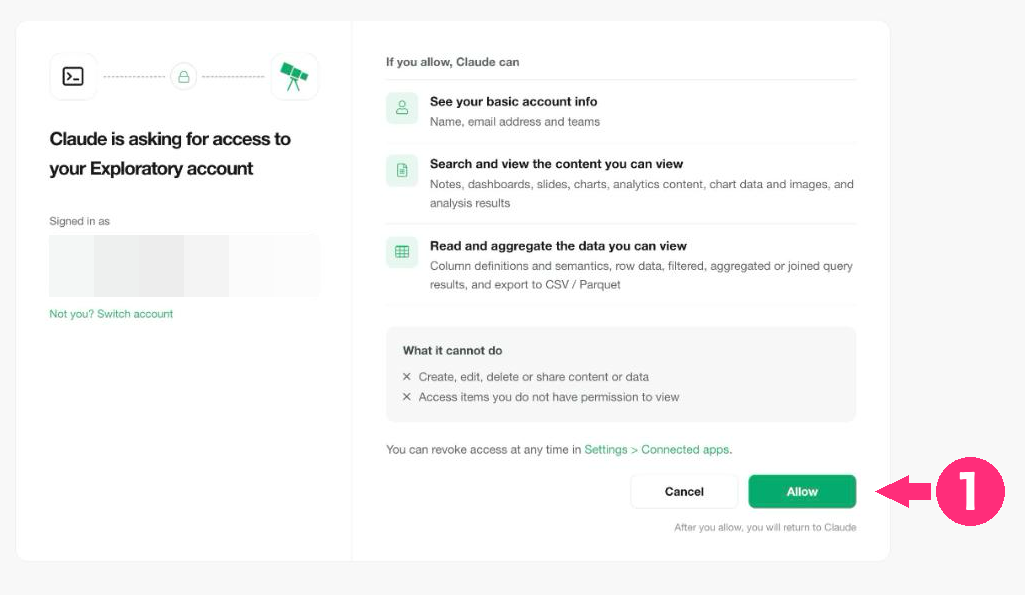 Claude is asking for access to
your Exploratory account
Signed in as
Not you? Switch account
If you allow, Claude can
See your basic account info
Name, email address and teams
Search and view the content you can view
Notes, dashboards, slides, charts, analytics content, chart data and images, and
analysis results
Read and aggregate the data you can view
Column definitions and semantics, row data, filtered, aggregated or joined query
results, and export to CSV / Parquet
What it cannot do
× Create, edit, delete or share content or data
× Access items you do not have permission to view
You can revoke access at any time in Settings > Connected apps.
Cancel
Allow
1
After you allow, you will return to Claude